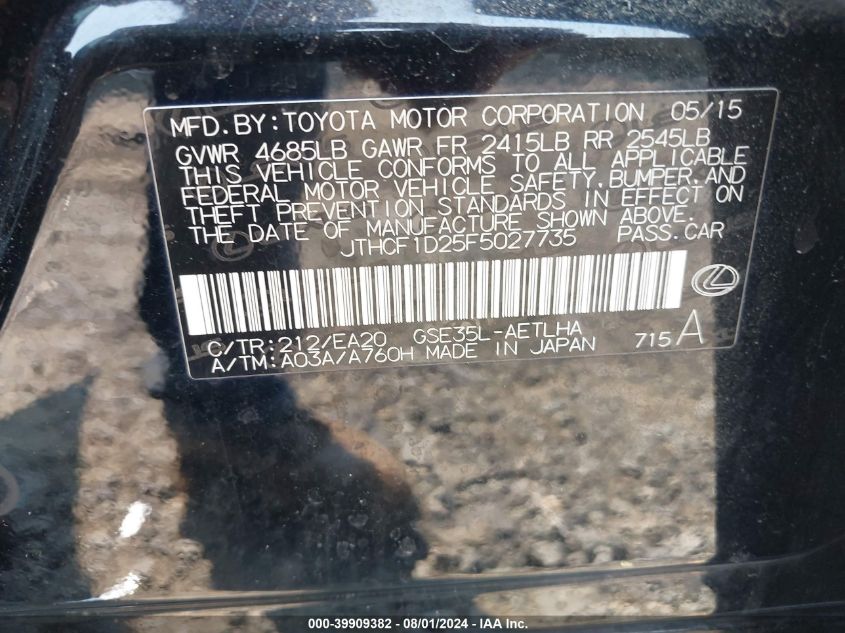 MFD. BY: TOYOTA MOTOR CORPORATION 05/15
GVWR 4685LB GAWR FR 2415LB RR 2545LB
THIS VEHICLE CONFORMS TO ALL APPLICABLE
FEDERAL MOTOR VEHICLE SAFETY, BUMPER, AND
THEFT PREVENTION STANDARDS IN EFFECT ON
THE DATE OF MANUFACTURE SHOWN ABOVE.
JTHCF1D25F5027735 PASS. CAR
C/TR: 212/EA20 GSE35L-AETLHA
A/TM: A03A/A760H MADE IN JAPAN 715 A
000-39909382 - 08/01/2024 - IAA Inc.